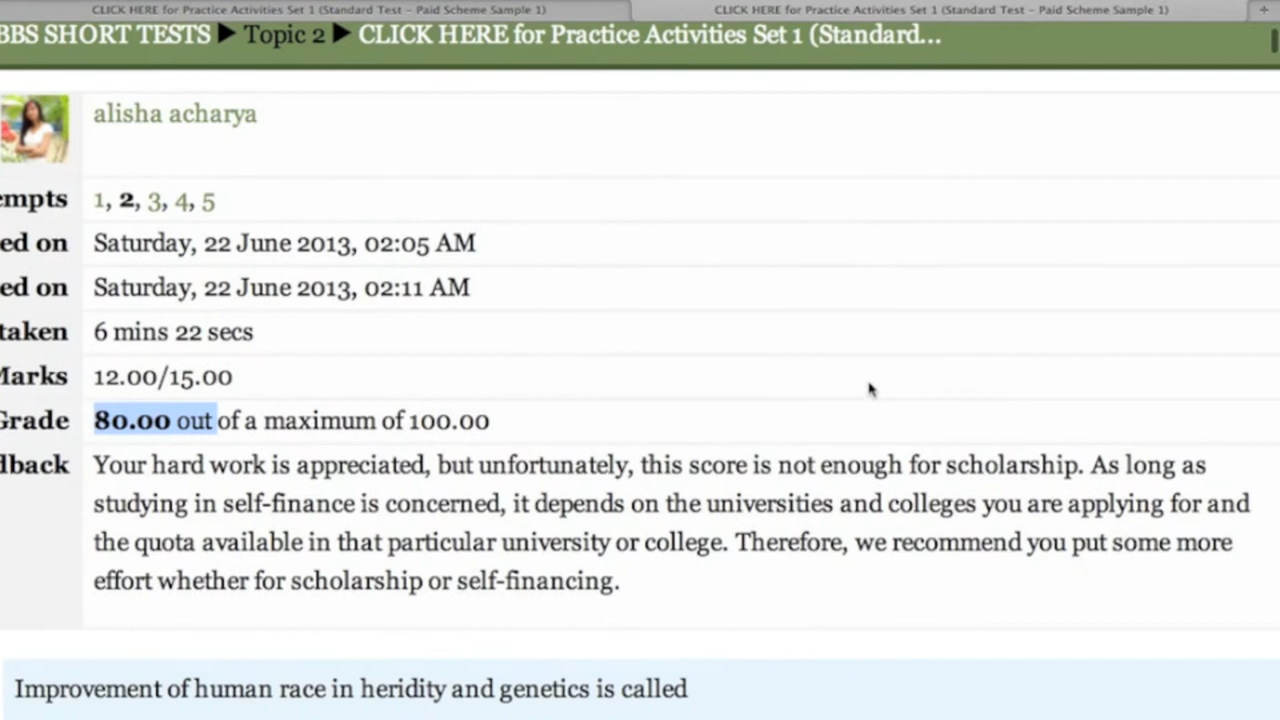 CLICK HERE for Practice Activities Set 1 (Standard Test – Paid Scheme Sample 1)
CLICK HERE for Practice Activities Set 1 (Standard Test – Paid Scheme Sample 1)
+
BBS SHORT TESTS ▶ Topic 2 ▶ CLICK HERE for Practice Activities Set 1 (Standard...
alisha acharya
empts 1, 2, 3, 4, 5
ed on Saturday, 22 June 2013, 02:05 AM
ed on Saturday, 22 June 2013, 02:11 AM
taken 6 mins 22 secs
Marks 12.00/15.00
Grade 80.00 out of a maximum of 100.00
dback Your hard work is appreciated, but unfortunately, this score is not enough for scholarship. As long as
studying in self-finance is concerned, it depends on the universities and colleges you are applying for and
the quota available in that particular university or college. Therefore, we recommend you put some more
effort whether for scholarship or self-financing.
Improvement of human race in heridity and genetics is called